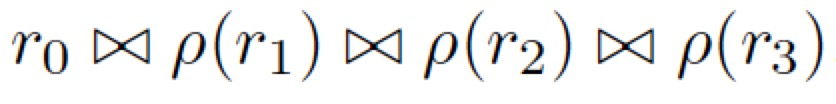 r₀ ⋈ ρ(r₁) ⋈ ρ(r₂) ⋈ ρ(r₃)